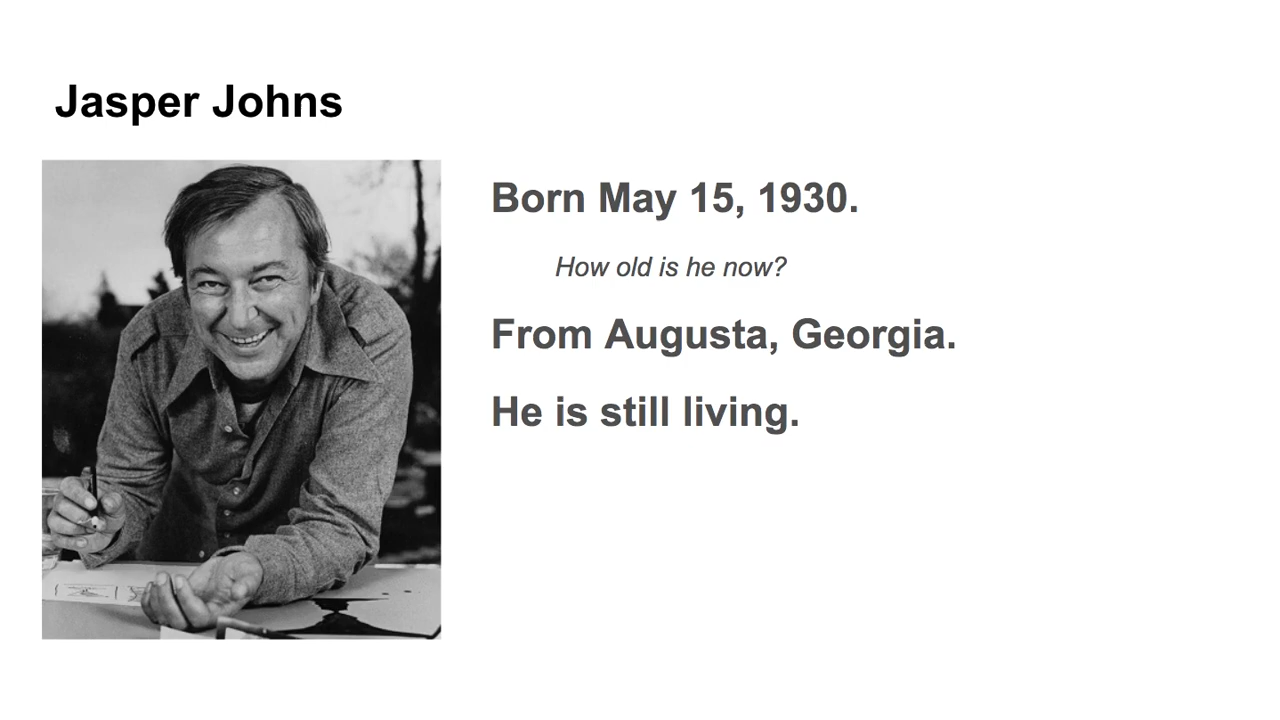 Jasper Johns
Born May 15, 1930.
How old is he now?
From Augusta, Georgia.
He is still living.